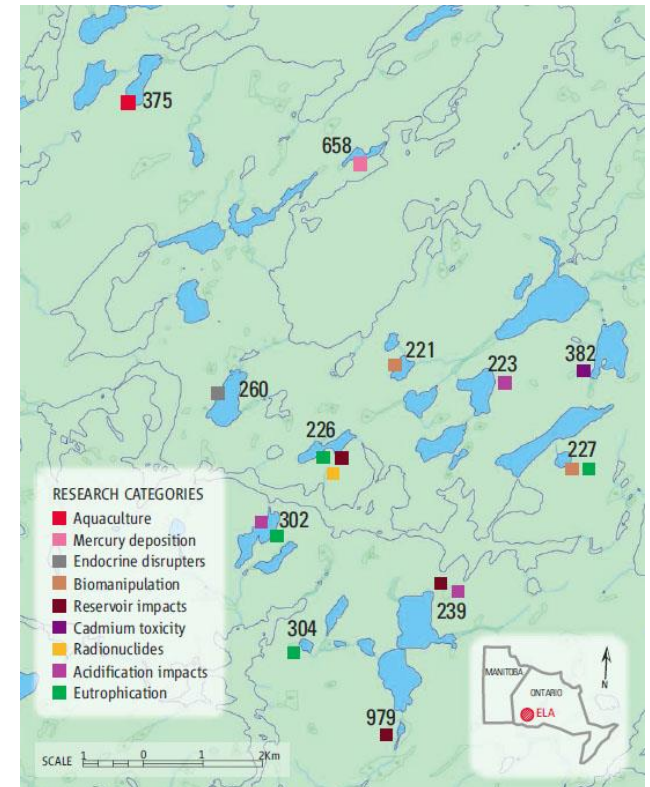 375
658
221
223
382
260
226
227
RESEARCH CATEGORIES
Aquaculture
Mercury deposition
Endocrine disrupters
Biomanipulation
Reservoir impacts
Cadmium toxicity
Radionuclides
Acidification impacts
Eutrophication
302
239
304
979
MANITOBA
ONTARIO
ELA
N
SCALE 1 0 1 2Km